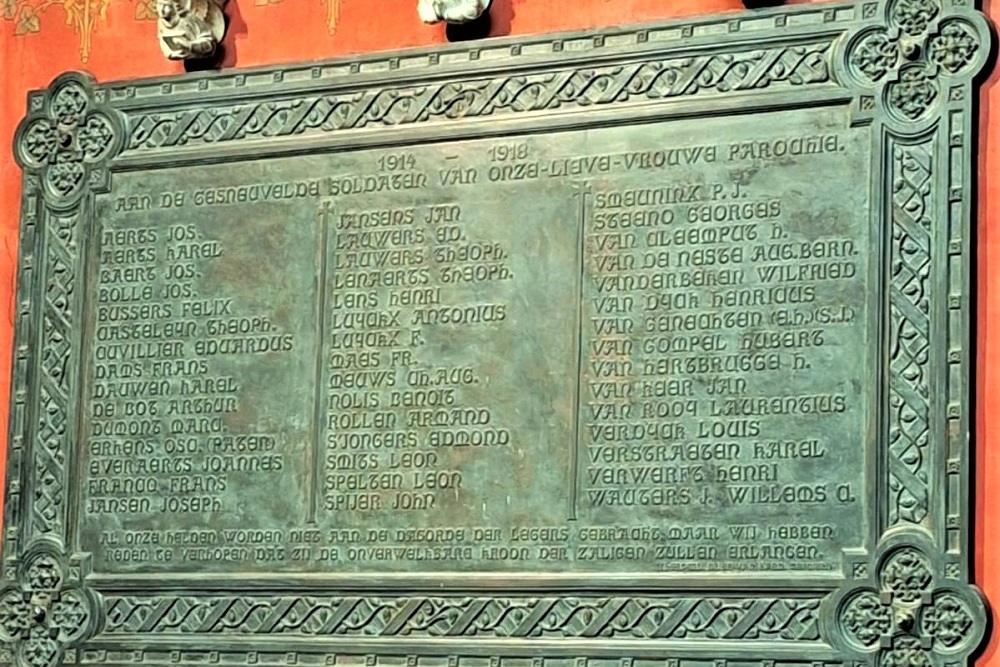 1914 - 1918
AAN DE GESNEUVELDE SOLDATEN VAN ONZE-LIEVE-VROUWE PAROCHIE.
AERTS JOS.
AERTS KAREL
BAERT JOS.
BOLLE JOS.
BUSSERS FELIX
CASTELEYN THEOPH.
CUVILLIER EDUARDUS
DAMS FRANS
DAUWEN KAREL
DE BOT ARTHUR
DUMONT MARC.
ERKENS OSC. (PATER)
EVERAERTS JOANNES
FRANCQ FRANS
JANSEN JOSEPH
JANSENS JAN
LAUWERS ED.
LAUWERS THEOPH.
LENAERTS THEOPH.
LENS HENRI
LUYCKX ANTONIUS
LUYCKX F.
MAES FR.
MEUWS CH.AUG.
NOLIS BENOIT
ROLLEN ARMAND
SJONGERS EDMOND
SMITS LEON
SPELTEN LEON
SPIJER JOHN
SMEUNINX P.J.
STEENO GEORGES
VAN CLEEMPUT H.
VAN DE NESTE AUG.BERN.
VANDERBEKEN WILFRIED
VAN DYCK HENRICUS
VAN GENECHTEN (E.H.)(S.J.)
VAN GOMPEL HUBERT
VAN HERTBRUGGE H.
VAN KEER JAN
VAN ROOY LAURENTIUS
VERDYCK LOUIS
VERSTRAETEN KAREL
VERWERFT HENRI
WAUTERS J. WILLEMS C.
AL ONZE HELDEN WORDEN NIET AAN DE DAGORDE DER LEGERS GEBRACHT, MAAR WIJ HEBBEN
REDEN TE VERHOPEN DAT ZIJ DE ONVERWELKBARE KROON DER ZALIGEN ZULLEN ERLANGEN.